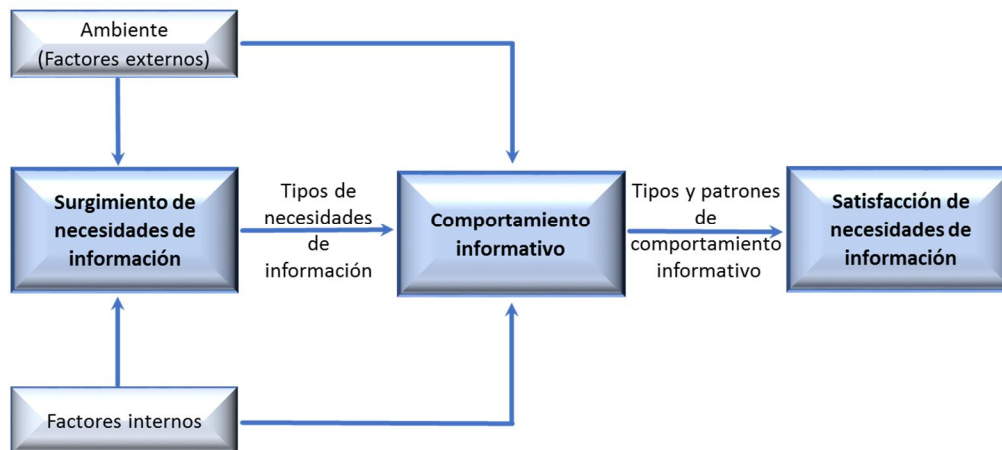 Ambiente
(Factores externos)
Surgimiento de
necesidades de
información
Tipos de
necesidades
de
información
Comportamiento
informativo
Tipos y patrones
de
comportamiento
informativo
Satisfacción de
necesidades de
información
Factores internos